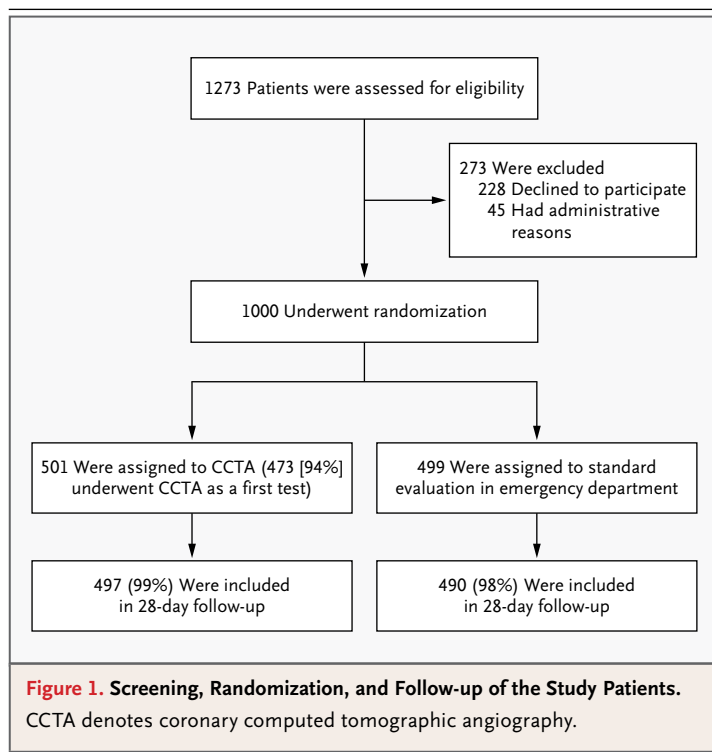 1273 Patients were assessed for eligibility
273 Were excluded
228 Declined to participate
45 Had administrative
reasons
1000 Underwent randomization
501 Were assigned to CCTA (473 [94%]
underwent CCTA as a first test)
499 Were assigned to standard
evaluation in emergency department
497 (99%) Were included
in 28-day follow-up
490 (98%) Were included
in 28-day follow-up
Figure 1. Screening, Randomization, and Follow-up of the Study Patients.
CCTA denotes coronary computed tomographic angiography.